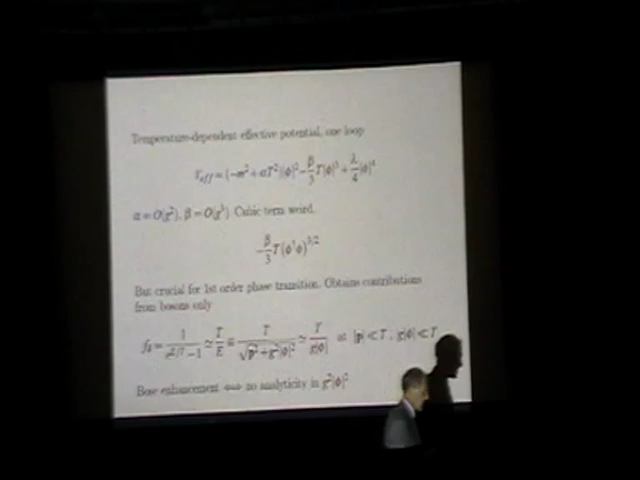 Temperature-dependent effective potential, one loop
V_eff = (-m² + αT²)|ϕ|² - β/3 T|ϕ|³ + λ/4 |ϕ|⁴
α = O(g²), β = O(g³) Cubic term weird.
-β/3 T(ϕ†ϕ)^{3/2}
But crucial for 1st order phase transition. Obtains contributions
from bosons only
f_B = 1/(e^{E/T} - 1) ≃ T/E ≡ T/√(p² + g²|ϕ|²) ≃ T/g|ϕ| at |p| ≪ T, g|ϕ| ≪ T
Bose enhancement ⟺ no analyticity in g²|ϕ|²